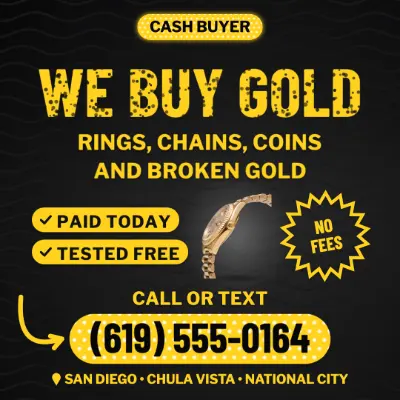 CASH BUYER
WE BUY GOLD
RINGS, CHAINS, COINS
AND BROKEN GOLD
PAID TODAY
TESTED FREE
NO
FEES
CALL OR TEXT
(619) 555-0164
SAN DIEGO • CHULA VISTA • NATIONAL CITY